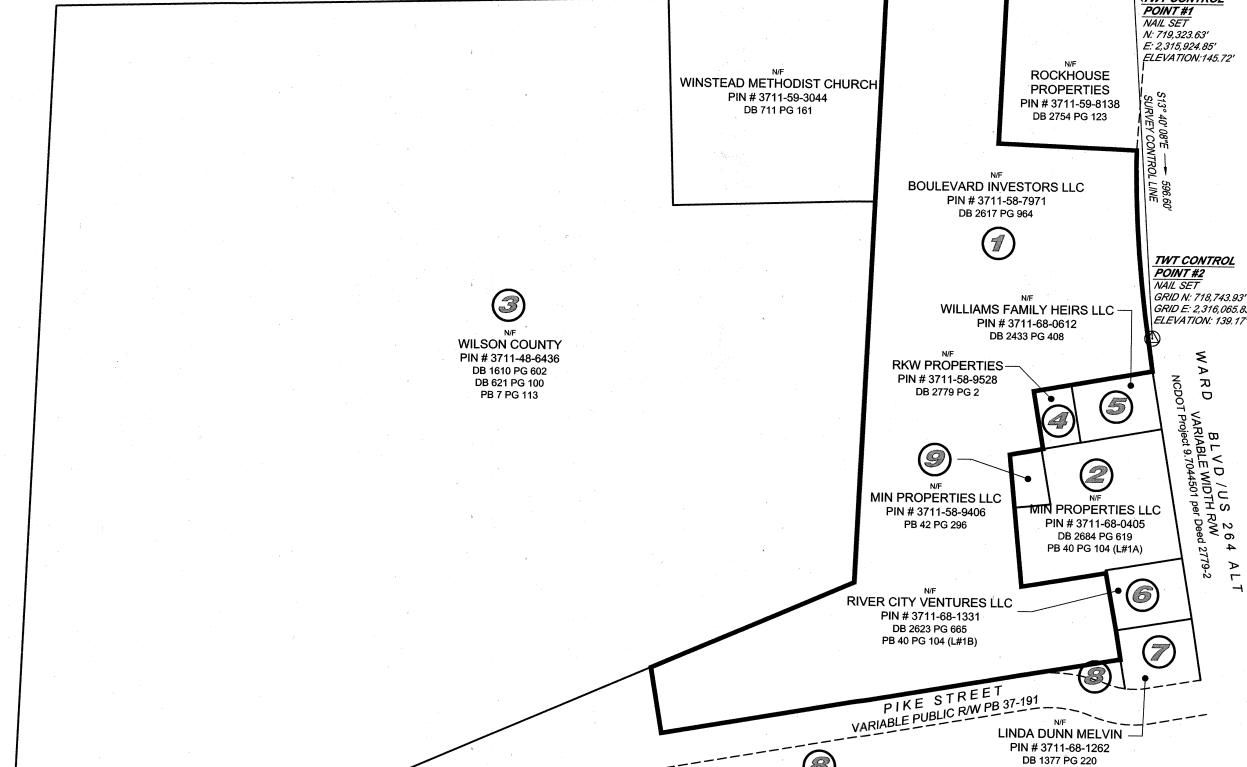 TWT CONTROL
POINT #1
NAIL SET
N: 719,323.63'
E: 2,315,924.85'
ELEVATION:145.72'
N/F
WINSTEAD METHODIST CHURCH
PIN # 3711-59-3044
DB 711 PG 161
N/F
ROCKHOUSE
PROPERTIES
PIN # 3711-59-8138
DB 2754 PG 123
S13° 40' 08"E 596.60'
SURVEY CONTROL LINE
N/F
BOULEVARD INVESTORS LLC
PIN # 3711-58-7971
DB 2617 PG 964
1
TWT CONTROL
POINT #2
NAIL SET
GRID N: 718,743.93'
GRID E: 2,316,065.8
ELEVATION: 139.17'
3
N/F
WILSON COUNTY
PIN # 3711-48-6436
DB 1610 PG 602
DB 621 PG 100
PB 7 PG 113
N/F
WILLIAMS FAMILY HEIRS LLC
PIN # 3711-68-0612
DB 2433 PG 408
N/F
RKW PROPERTIES
PIN # 3711-58-9528
DB 2779 PG 2
4
5
WARD BLVD / US 264 ALT
VARIABLE WIDTH R/W
NCDOT Project 9.7044501 per Deed 2779-2
9
N/F
MIN PROPERTIES LLC
PIN # 3711-58-9406
PB 42 PG 296
2
N/F
MIN PROPERTIES LLC
PIN # 3711-68-0405
DB 2684 PG 619
PB 40 PG 104 (L#1A)
N/F
RIVER CITY VENTURES LLC
PIN # 3711-68-1331
DB 2623 PG 665
PB 40 PG 104 (L#1B)
6
7
8
PIKE STREET
VARIABLE PUBLIC R/W PB 37-191
N/F
LINDA DUNN MELVIN
PIN # 3711-68-1262
DB 1377 PG 220
8